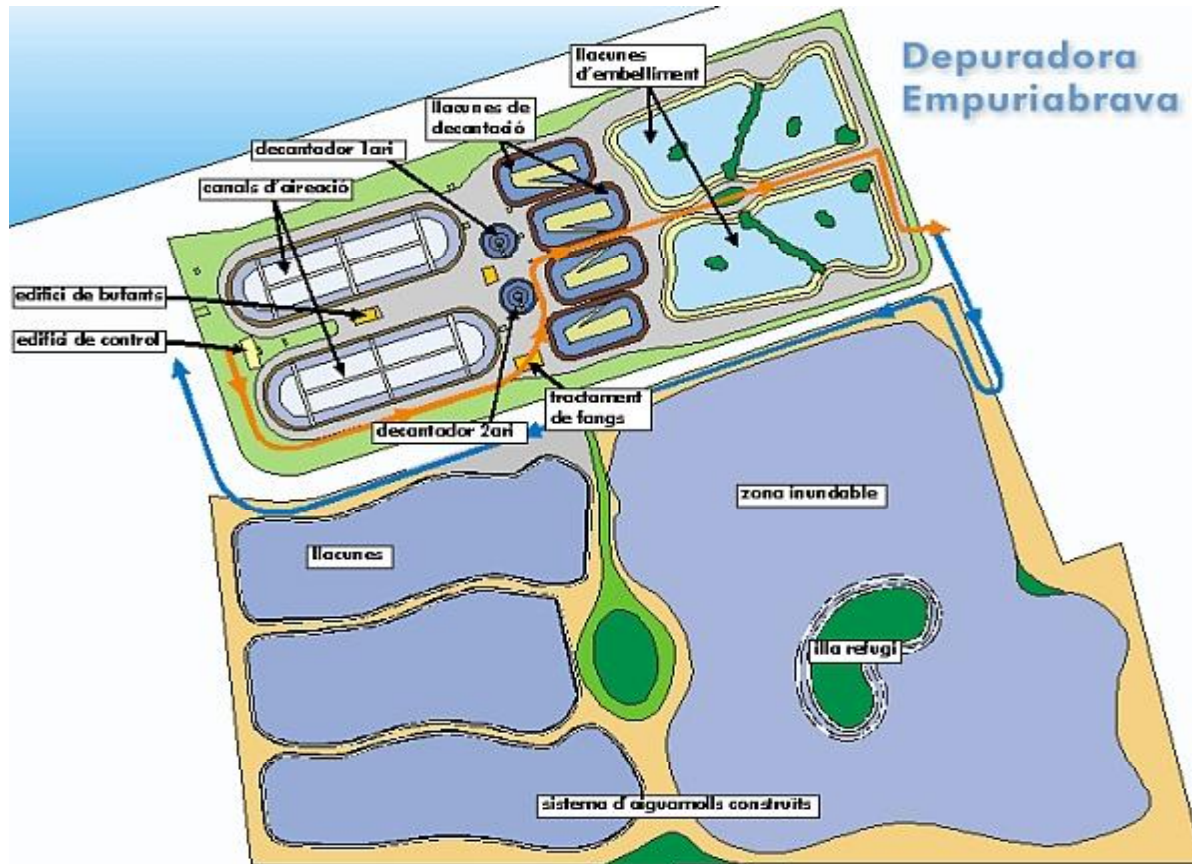 Depuradora
Empuriabrava
llacunes
d'embelliment
llacunes de
decantació
decantador 1ari
canals d'aireació
edifici de bufants
edifici de control
tractament
de fangs
decantador 2ari
zona inundable
llacunes
illa refugi
sistema d'aiguamolls construïts